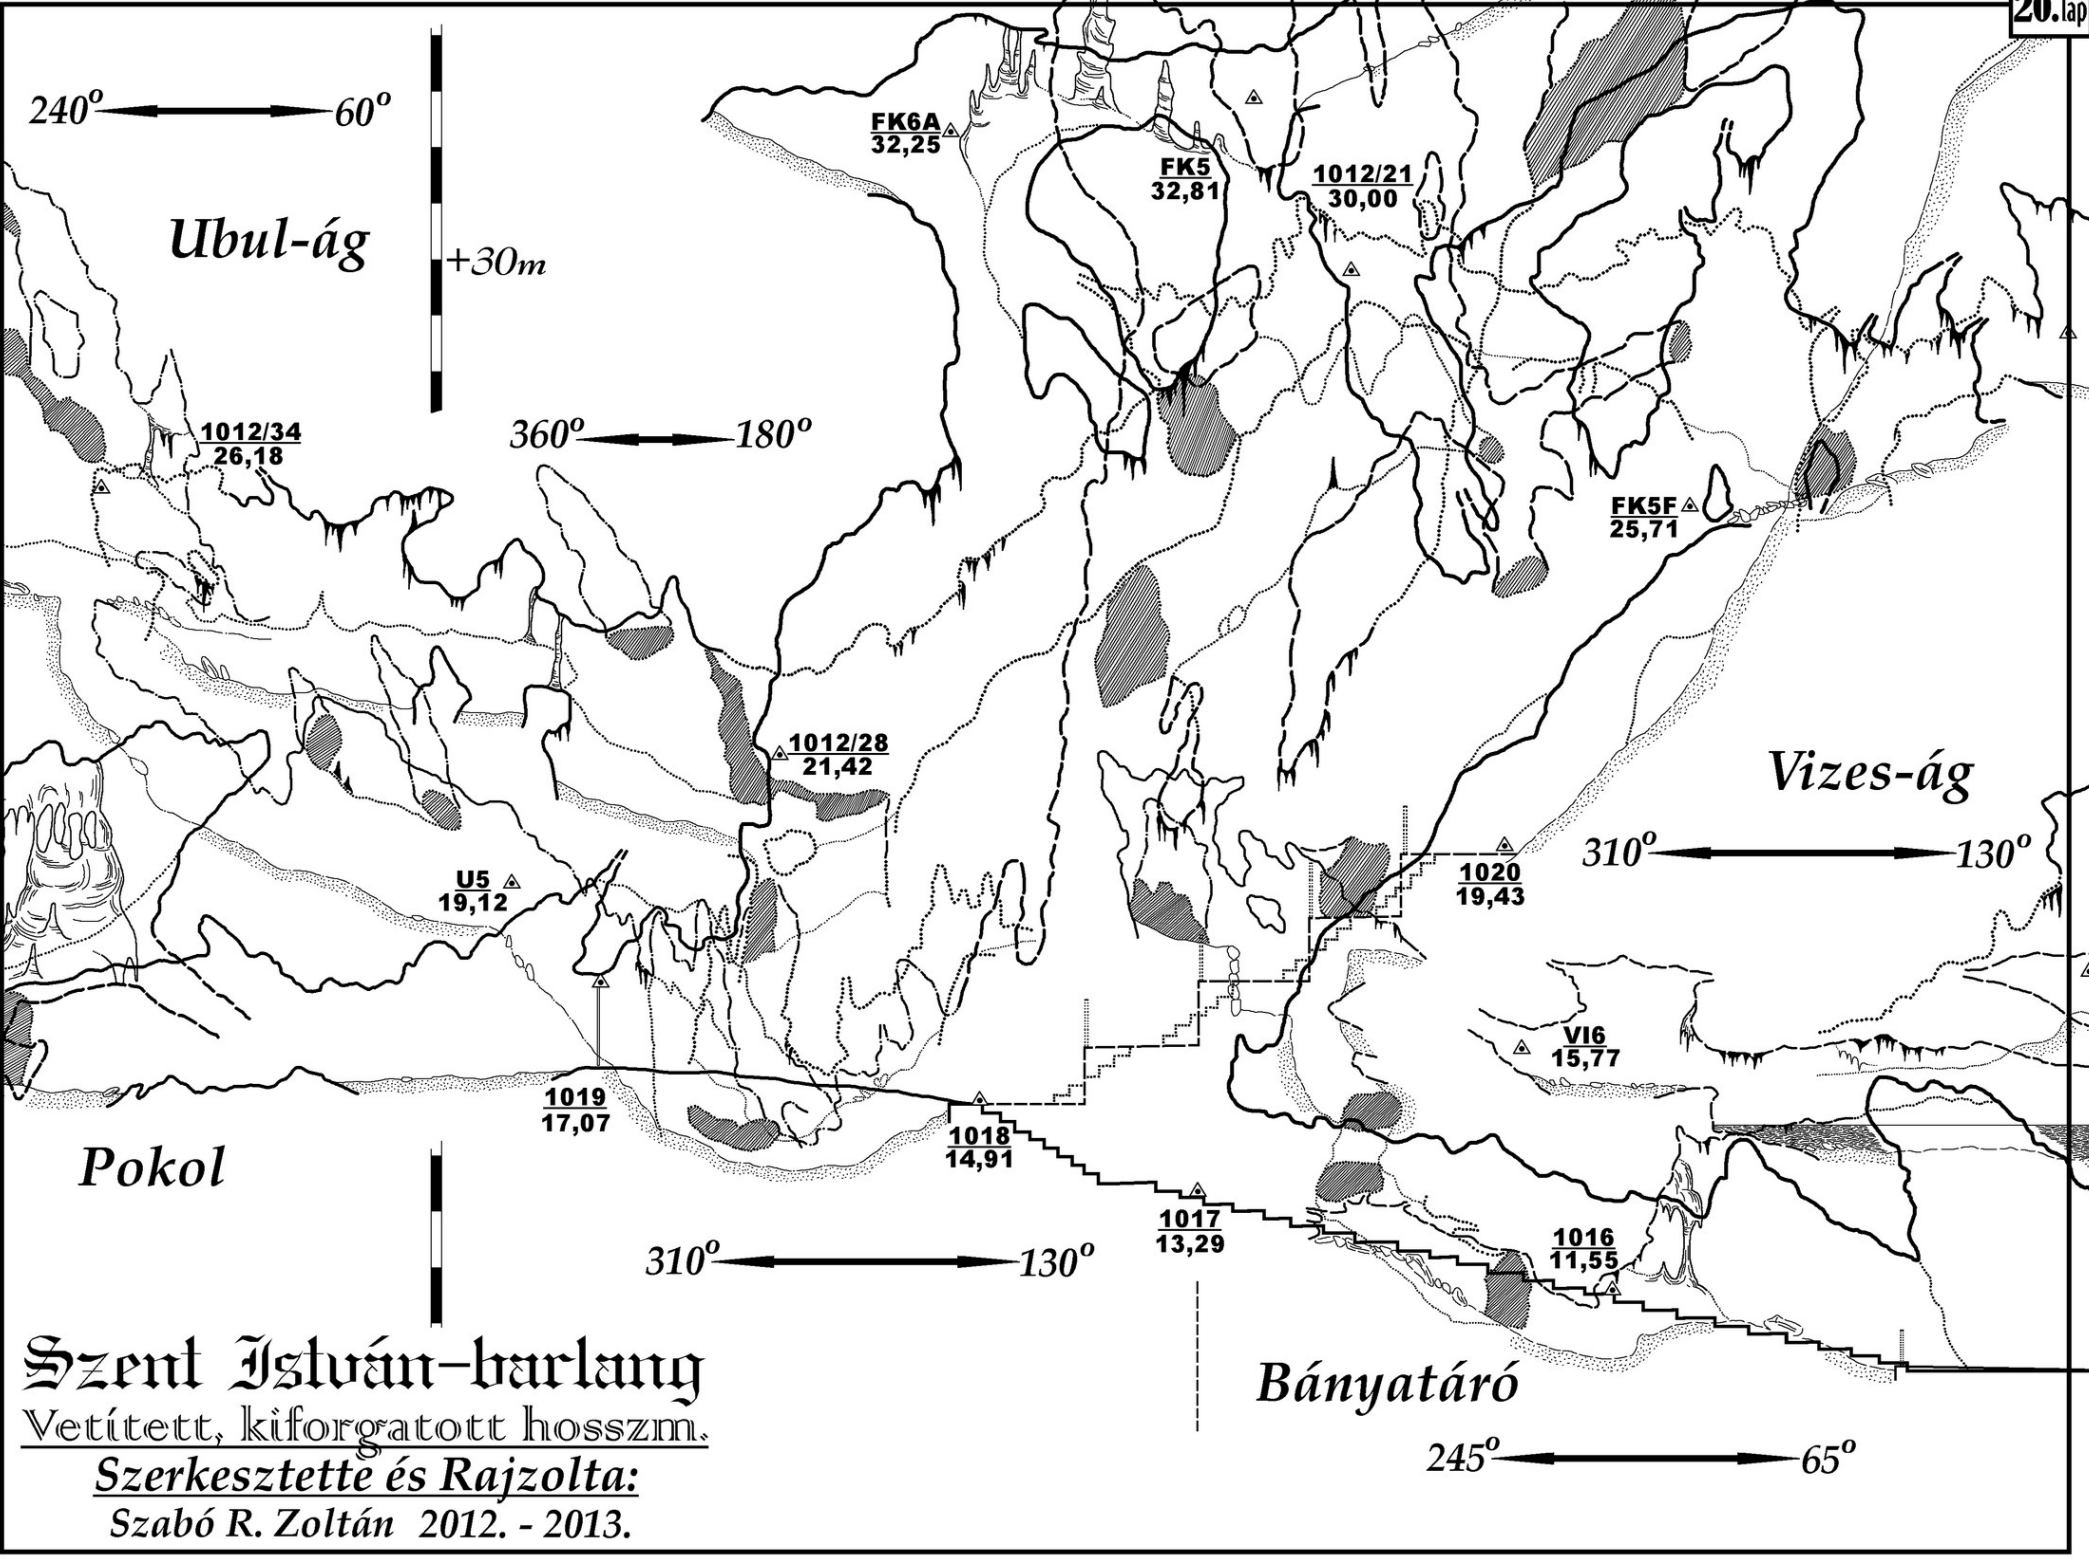 20. lap
240° 60°
FK6A
32,25
FK5
32,81
1012/21
30,00
Ubul-ág
+30m
1012/34
26,18
360° 180°
FK5F
25,71
1012/28
21,42
Vizes-ág
310° 130°
U5
19,12
1020
19,43
VI6
15,77
1019
17,07
1018
14,91
Pokol
1017
13,29
1016
11,55
310° 130°
Szent István-barlang
Vetített, kiforgatott hosszm.
Szerkesztette és Rajzolta:
Szabó R. Zoltán 2012. - 2013.
Bányatáró
245° 65°